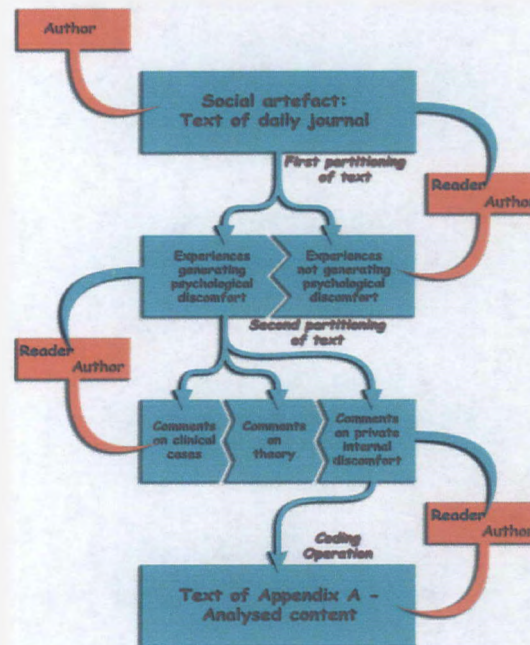 Author
Social artefact:
Text of daily journal
First partitioning
of text
Reader
Author
Experiences
generating
psychological
discomfort
Experiences
not generating
psychological
discomfort
Second partitioning
of text
Reader
Author
Comments
on clinical
cases
Comments
on
theory
Comments
on private
internal
discomfort
Reader
Author
Coding
Operation
Text of Appendix A -
Analysed content